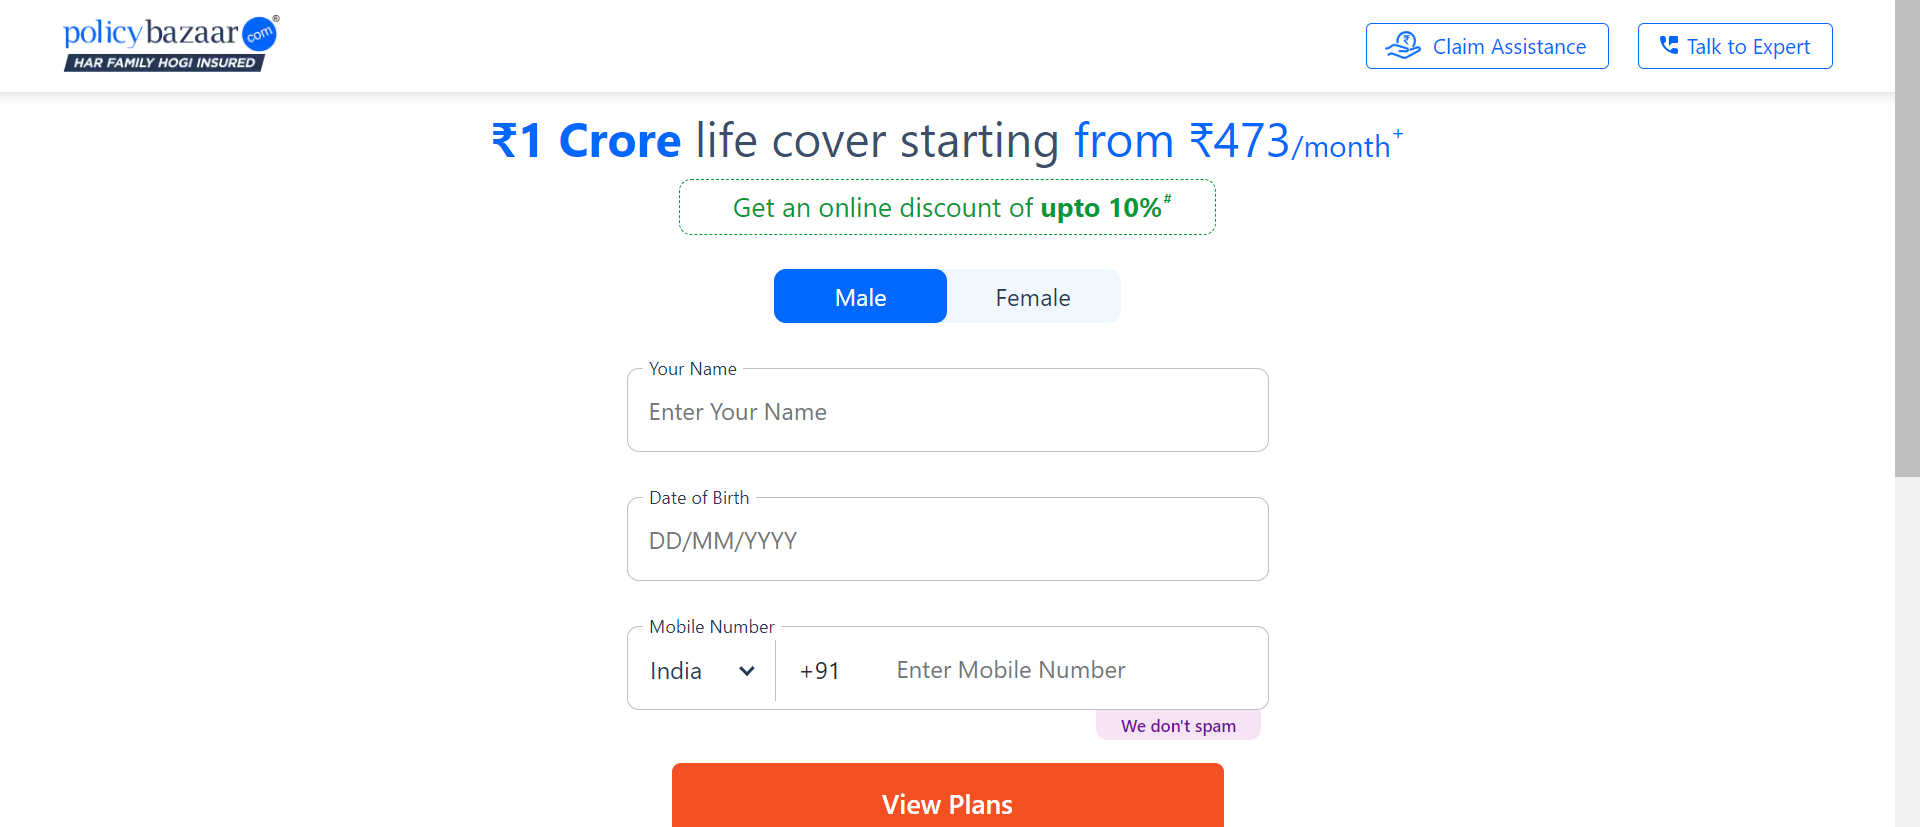 policybazaar com®
HAR FAMILY HOGI INSURED
Claim Assistance
Talk to Expert
₹1 Crore life cover starting from ₹473/month+
Get an online discount of upto 10%#
Male
Female
Your Name
Enter Your Name
Date of Birth
DD/MM/YYYY
Mobile Number
India
+91
Enter Mobile Number
We don't spam
View Plans